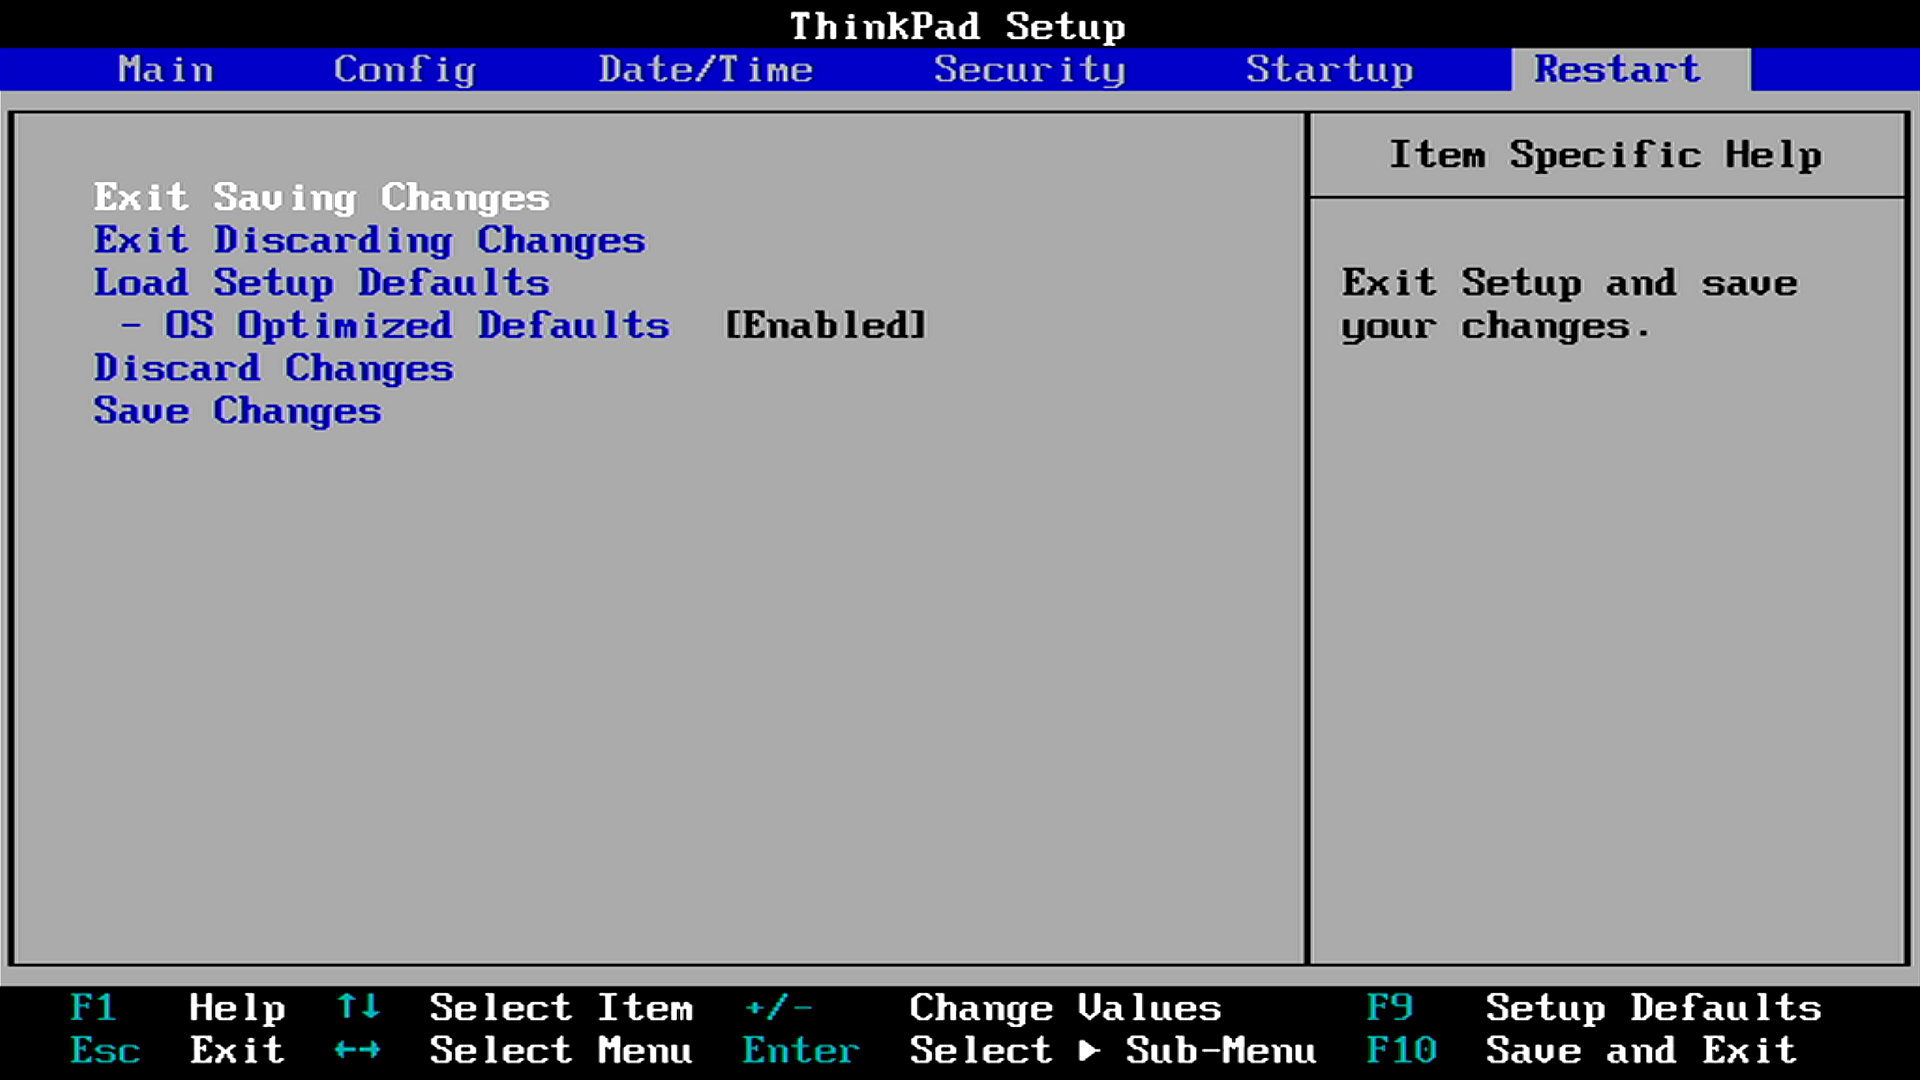 ThinkPad Setup
Main Config Date/Time Security Startup Restart
Exit Saving Changes
Exit Discarding Changes
Load Setup Defaults
- OS Optimized Defaults [Enabled]
Discard Changes
Save Changes
Item Specific Help
Exit Setup and save
your changes.
F1 Help ↑↓ Select Item +/- Change Values F9 Setup Defaults
Esc Exit ←→ Select Menu Enter Select ▶ Sub-Menu F10 Save and Exit